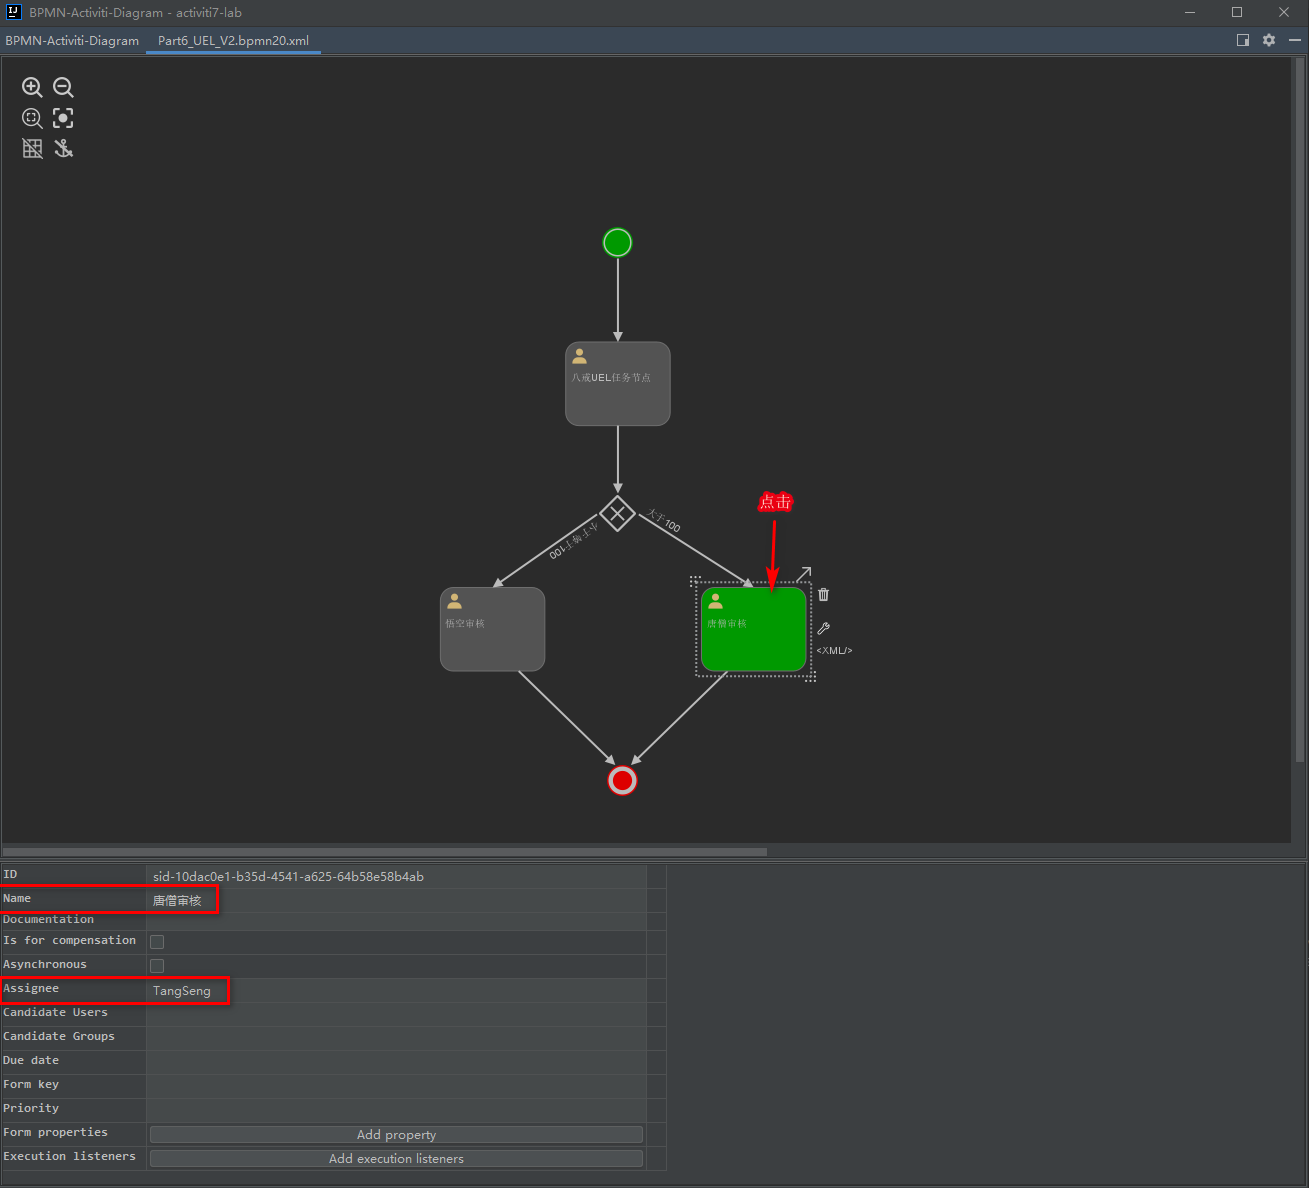 BPMN-Activiti-Diagram - activiti7-lab
BPMN-Activiti-Diagram Part6_UEL_V2.bpmn20.xml
八戒UEL任务节点
点击
小于等于100
大于100
悟空审核
唐僧审核
<XML/>
ID sid-10dac0e1-b35d-4541-a625-64b58e58b4ab
Name 唐僧审核
Documentation
Is for compensation
Asynchronous
Assignee TangSeng
Candidate Users
Candidate Groups
Due date
Form key
Priority
Form properties Add property
Execution listeners Add execution listeners